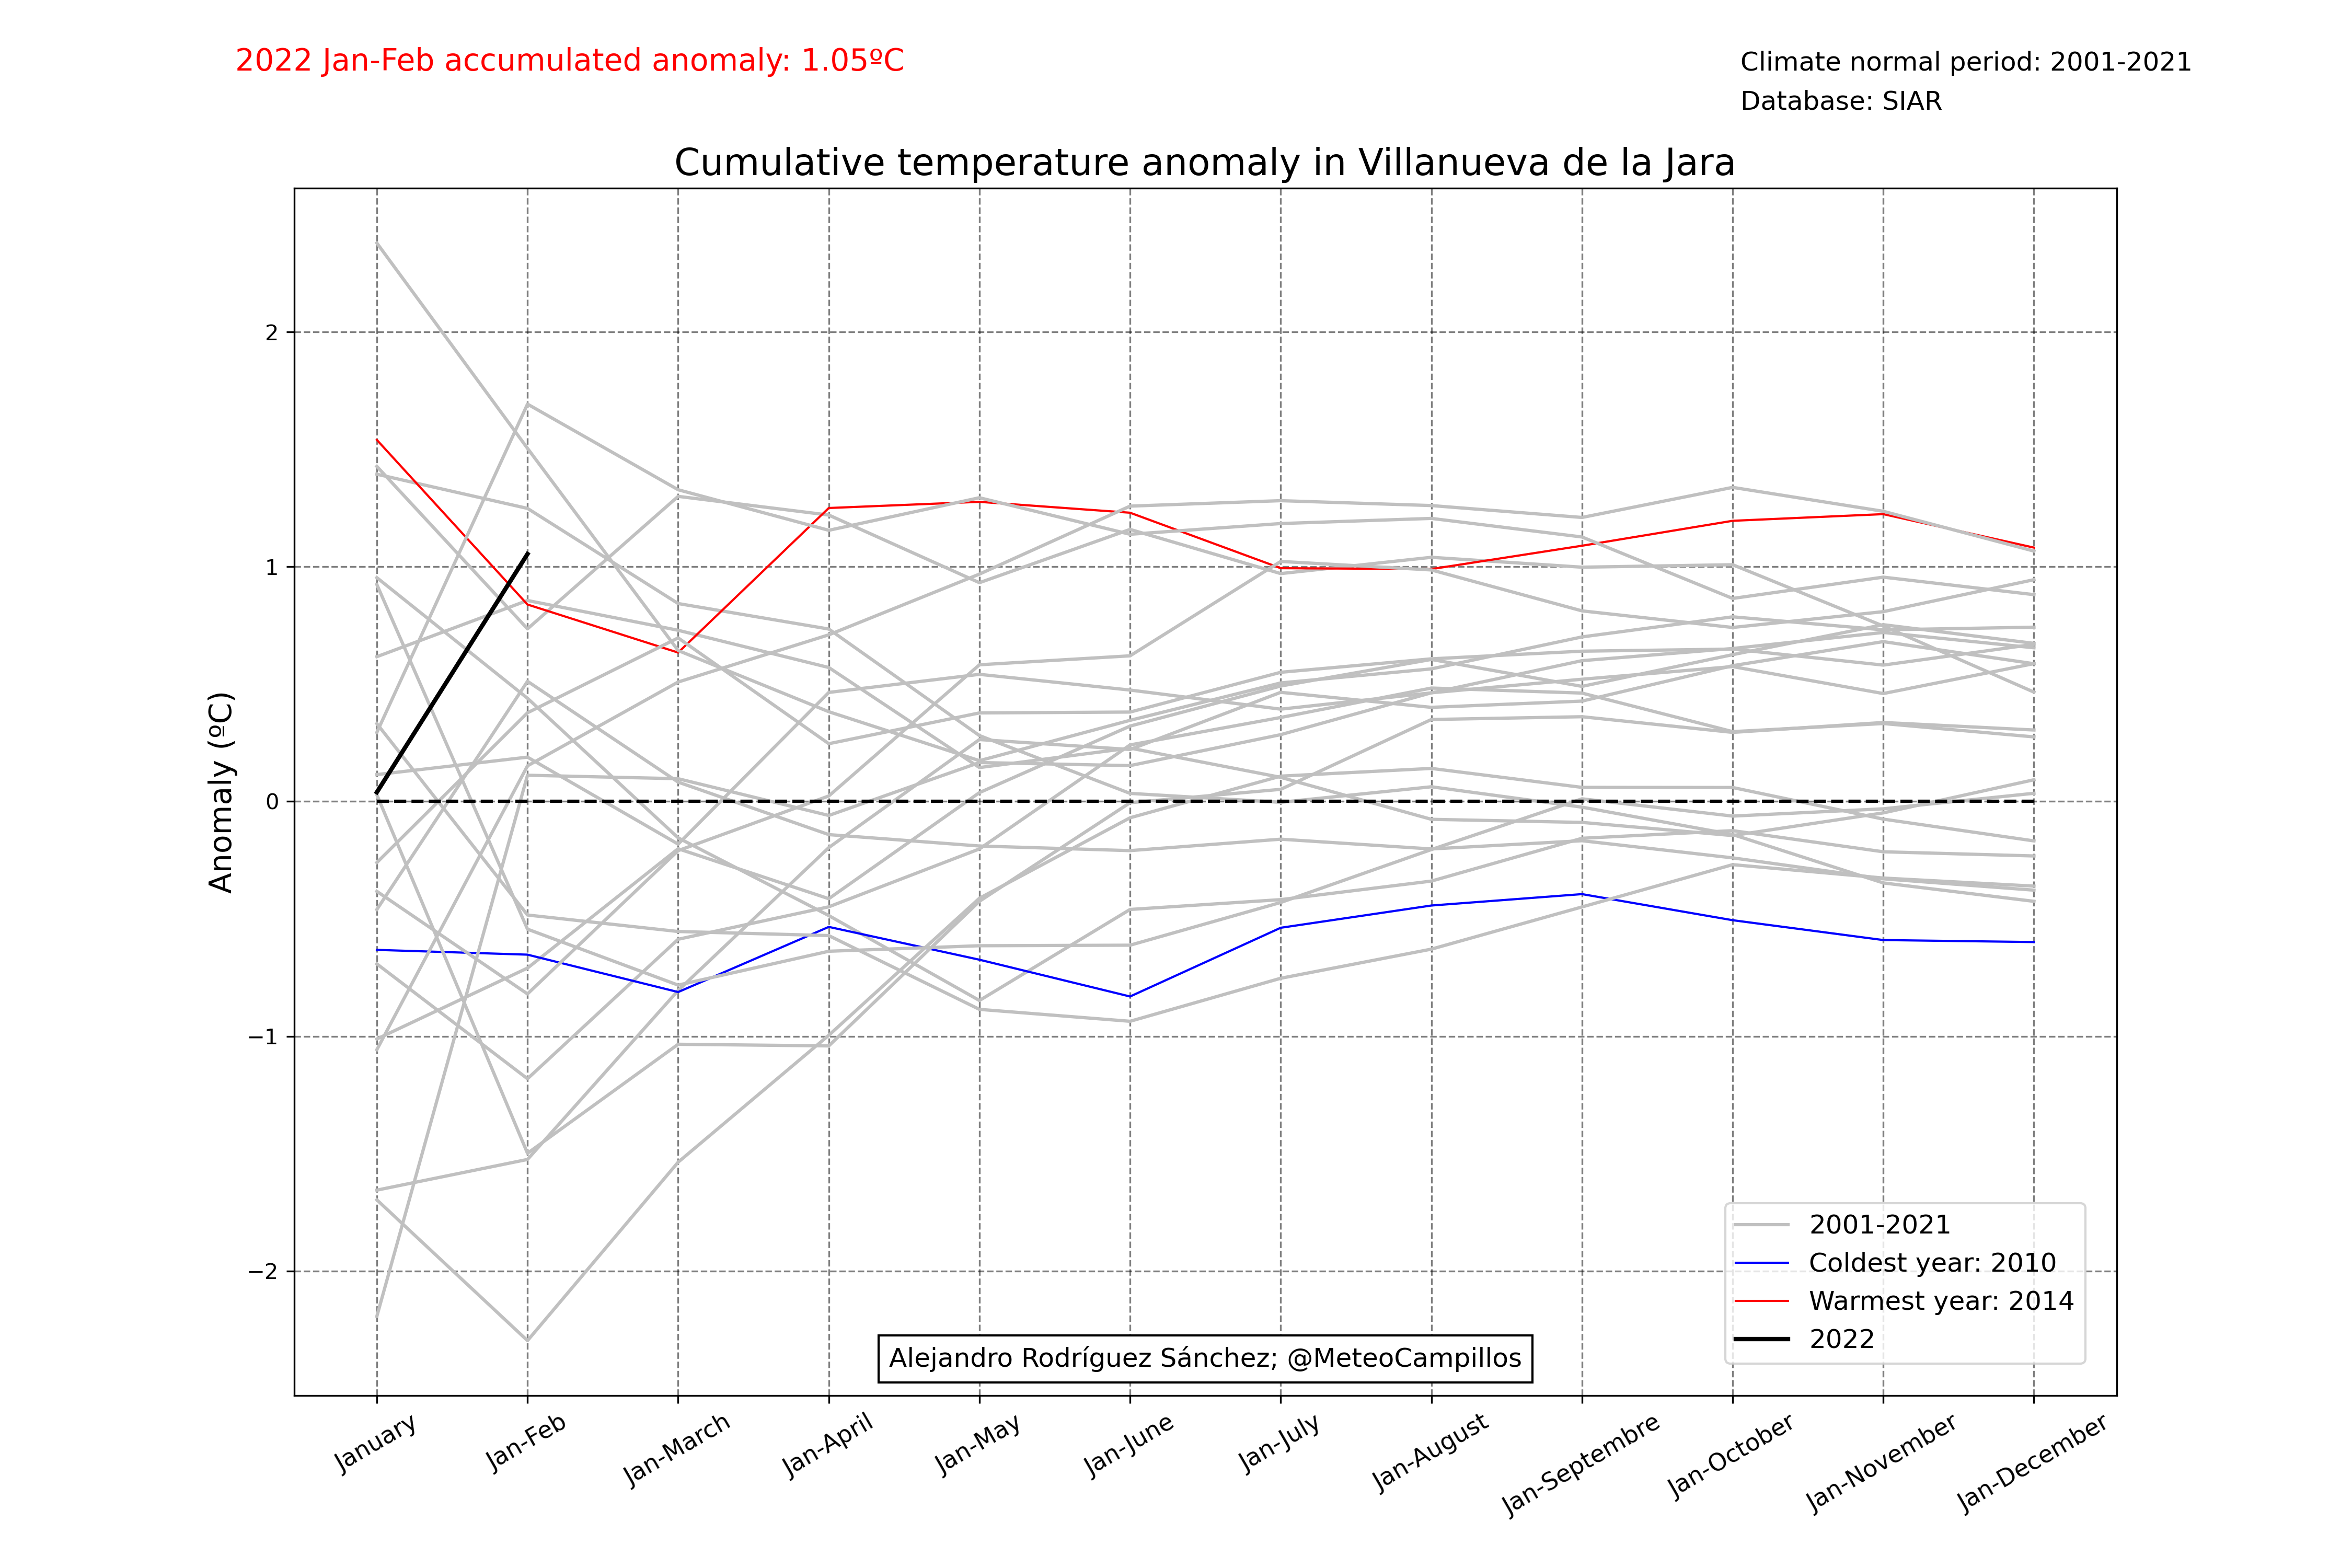 2022 Jan-Feb accumulated anomaly: 1.05ºC
Climate normal period: 2001-2021
Database: SIAR
Cumulative temperature anomaly in Villanueva de la Jara
Anomaly (ºC)
2
1
0
−1
−2
2001-2021
Coldest year: 2010
Warmest year: 2014
2022
Alejandro Rodríguez Sánchez; @MeteoCampillos
January
Jan-Feb
Jan-March
Jan-April
Jan-May
Jan-June
Jan-July
Jan-August
Jan-Septembre
Jan-October
Jan-November
Jan-December